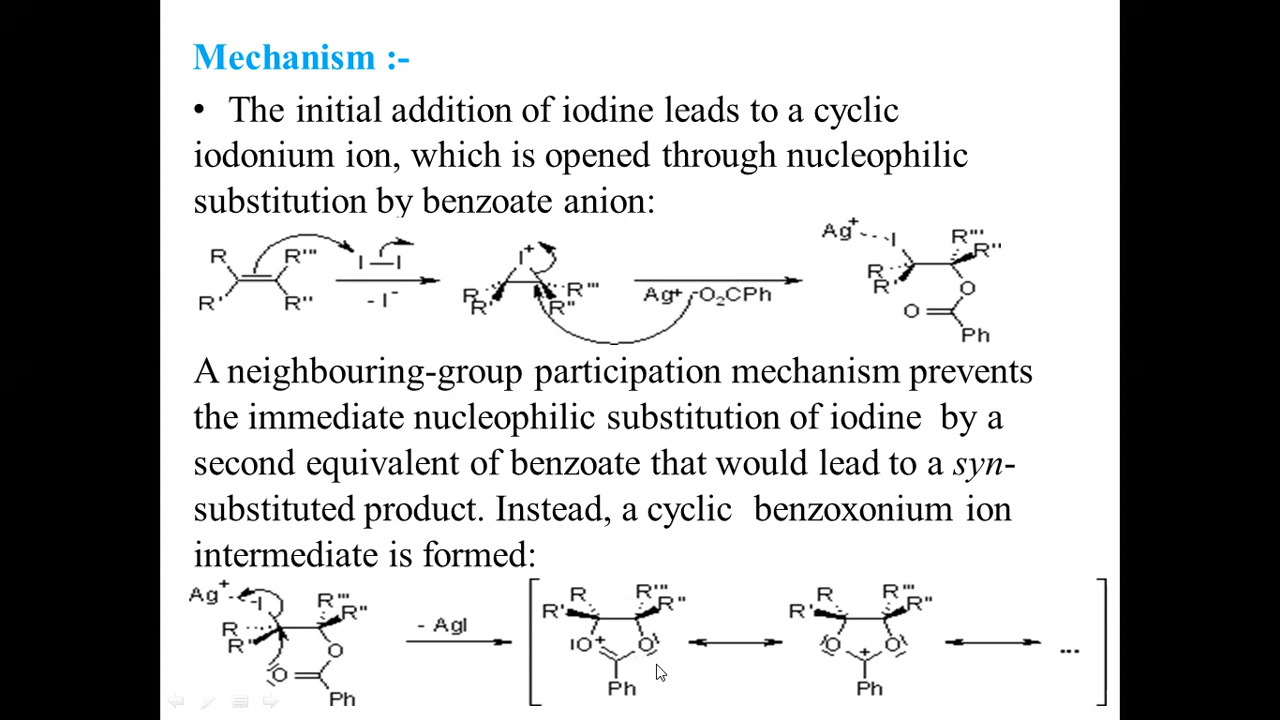 Mechanism :-
• The initial addition of iodine leads to a cyclic
iodonium ion, which is opened through nucleophilic
substitution by benzoate anion:
R R''' I—I I⁺ Ag⁺ I R''' R''
R' R'' - I⁻ R R' R''' R'' Ag⁺ ⁻O₂CPh R R' O
O Ph
A neighbouring-group participation mechanism prevents
the immediate nucleophilic substitution of iodine by a
second equivalent of benzoate that would lead to a syn-
substituted product. Instead, a cyclic benzoxonium ion
intermediate is formed:
Ag⁺ I R''' R'' - AgI R R' R''' R'' R R' R''' R''
R R' O IO⁺ O O ⁺ O ...
O Ph Ph Ph